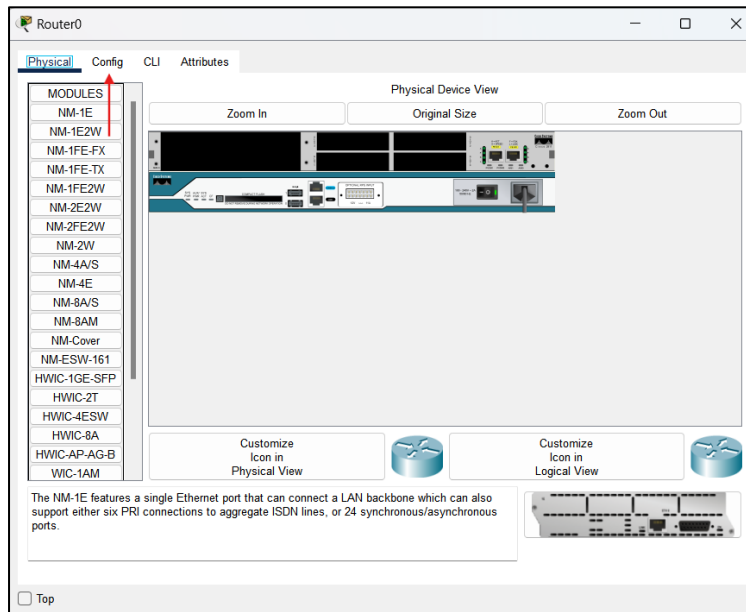 Router0
Physical Config CLI Attributes
MODULES
NM-1E
NM-1E2W
NM-1FE-FX
NM-1FE-TX
NM-1FE2W
NM-2E2W
NM-2FE2W
NM-2W
NM-4A/S
NM-4E
NM-8A/S
NM-8AM
NM-Cover
NM-ESW-161
HWIC-1GE-SFP
HWIC-2T
HWIC-4ESW
HWIC-8A
HWIC-AP-AG-B
WIC-1AM
Physical Device View
Zoom In Original Size Zoom Out
Customize
Icon in
Physical View
Customize
Icon in
Logical View
The NM-1E features a single Ethernet port that can connect a LAN backbone which can also
support either six PRI connections to aggregate ISDN lines, or 24 synchronous/asynchronous
ports.
Top